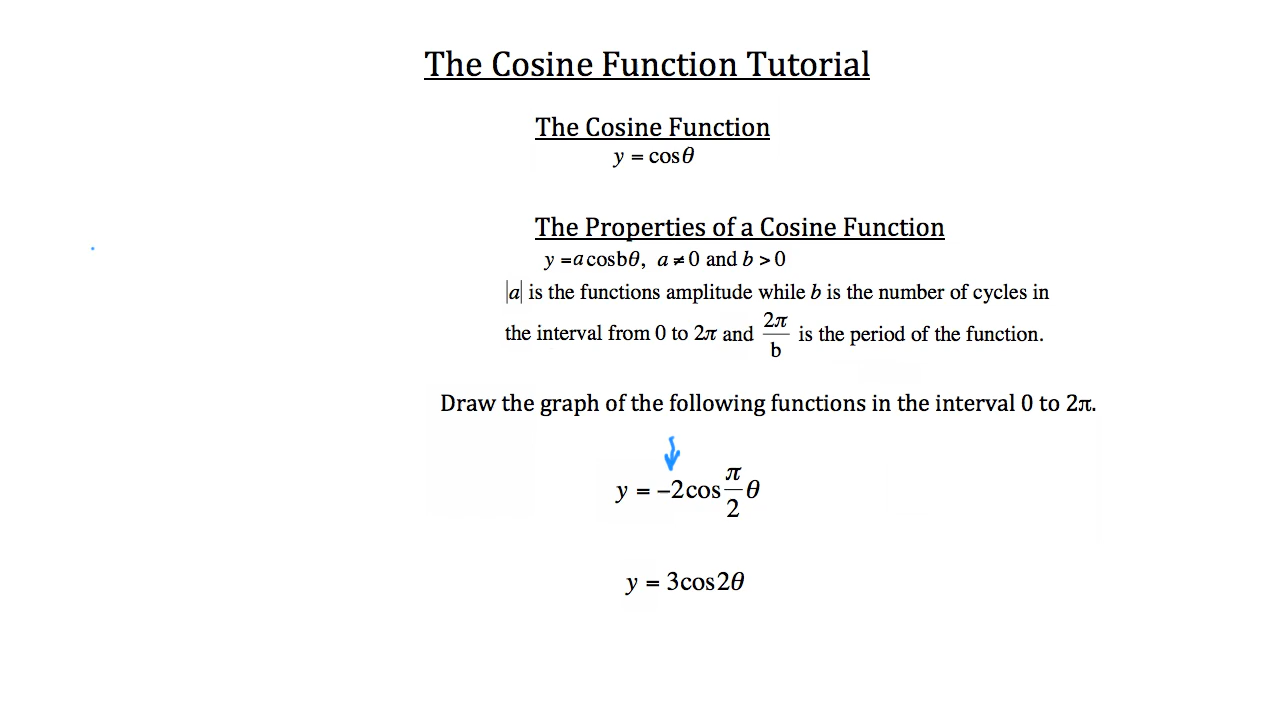 The Cosine Function Tutorial
The Cosine Function
y = cosθ
The Properties of a Cosine Function
y =a cosbθ, a ≠ 0 and b > 0
|a| is the functions amplitude while b is the number of cycles in
the interval from 0 to 2π and 2π/b is the period of the function.
Draw the graph of the following functions in the interval 0 to 2π.
y = −2cos π/2 θ
y = 3cos2θ